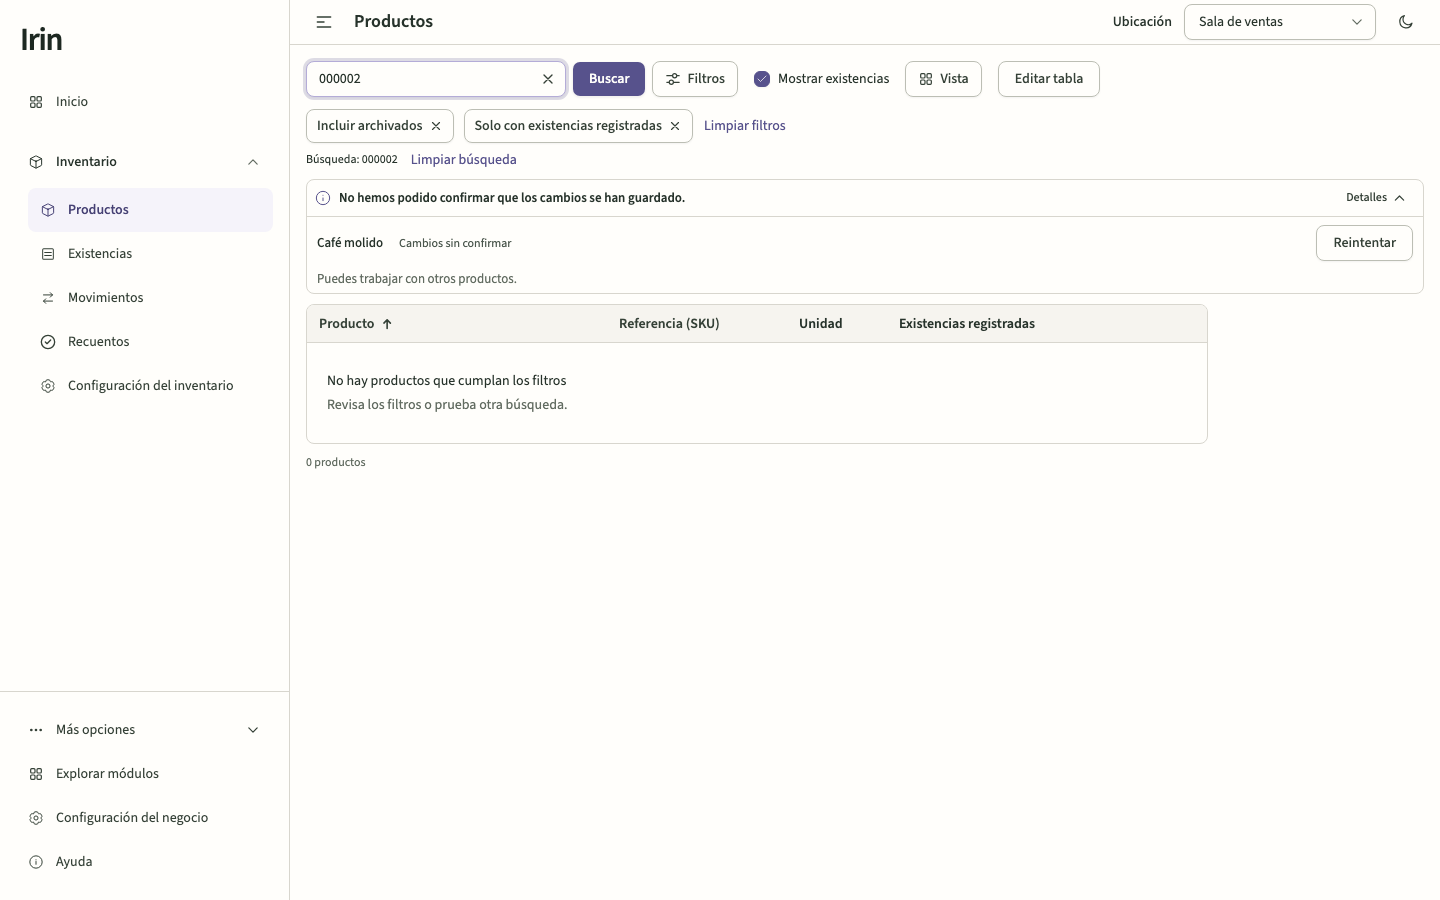 Irin
Inicio
Inventario
Productos
Existencias
Movimientos
Recuentos
Configuración del inventario
Más opciones
Explorar módulos
Configuración del negocio
Ayuda
Productos
Ubicación
Sala de ventas
000002
Buscar
Filtros
Mostrar existencias
Vista
Editar tabla
Incluir archivados
Solo con existencias registradas
Limpiar filtros
Búsqueda: 000002
Limpiar búsqueda
No hemos podido confirmar que los cambios se han guardado.
Detalles
Café molido
Cambios sin confirmar
Reintentar
Puedes trabajar con otros productos.
Producto
Referencia (SKU)
Unidad
Existencias registradas
No hay productos que cumplan los filtros
Revisa los filtros o prueba otra búsqueda.
0 productos